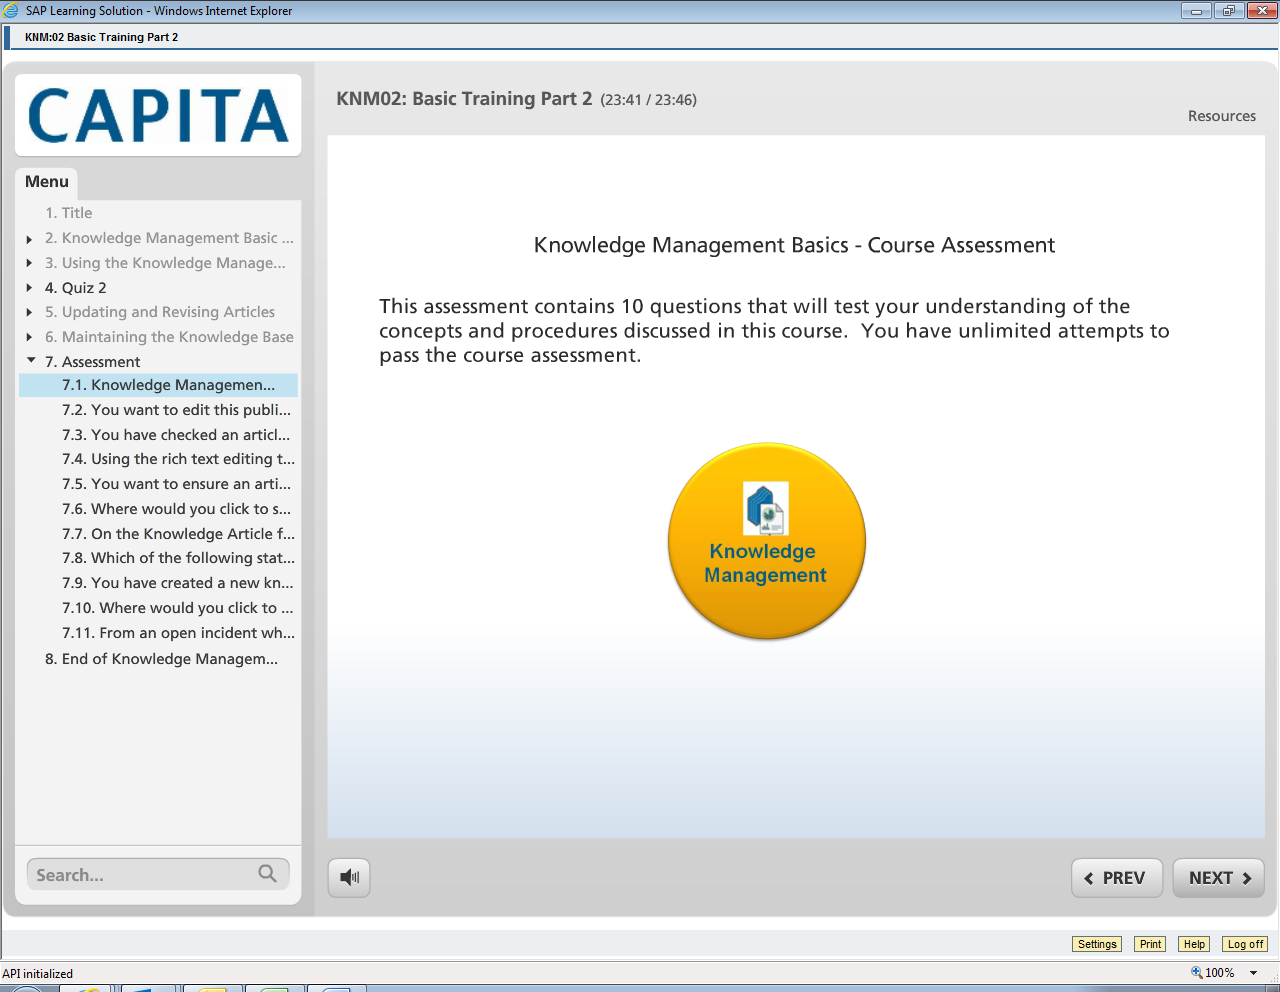 SAP Learning Solution - Windows Internet Explorer
KNM:02 Basic Training Part 2
CAPITA
KNM02: Basic Training Part 2 (23:41 / 23:46)
Resources
Menu
1. Title
2. Knowledge Management Basic ...
3. Using the Knowledge Manage...
4. Quiz 2
5. Updating and Revising Articles
6. Maintaining the Knowledge Base
7. Assessment
7.1. Knowledge Managemen...
7.2. You want to edit this publi...
7.3. You have checked an articl...
7.4. Using the rich text editing t...
7.5. You want to ensure an arti...
7.6. Where would you click to s...
7.7. On the Knowledge Article f...
7.8. Which of the following stat...
7.9. You have created a new kn...
7.10. Where would you click to ...
7.11. From an open incident wh...
8. End of Knowledge Managem...
Search...
Knowledge Management Basics - Course Assessment
This assessment contains 10 questions that will test your understanding of the
concepts and procedures discussed in this course.  You have unlimited attempts to
pass the course assessment.
Knowledge
Management
PREV
NEXT
Settings
Print
Help
Log off
API initialized
100%